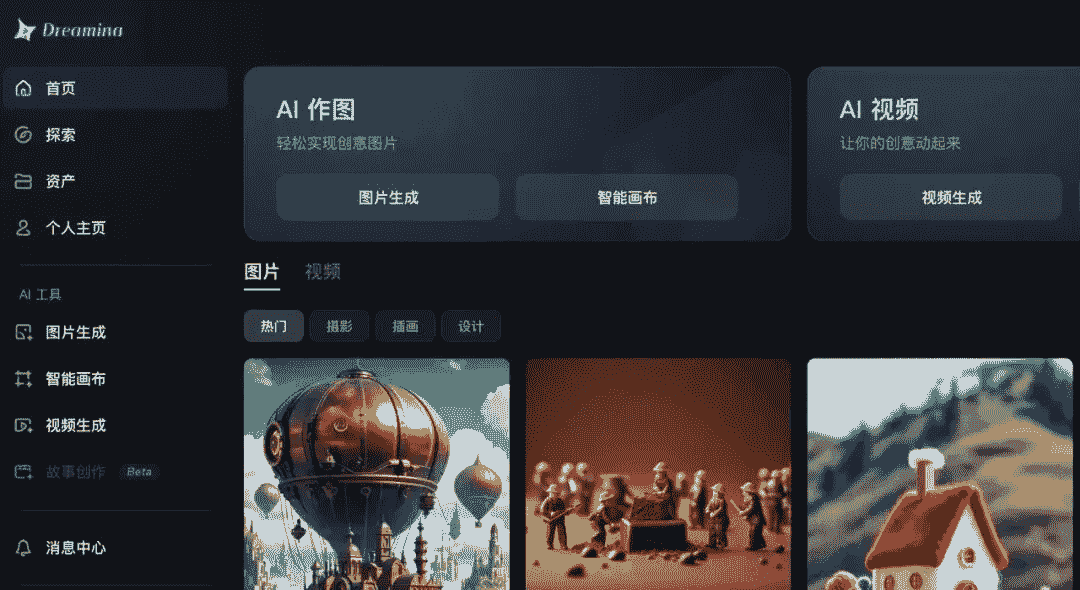 Dreamina
首页
探索
资产
个人主页
AI 工具
图片生成
智能画布
视频生成
故事创作 Beta
消息中心
AI 作图
轻松实现创意图片
图片生成 智能画布
AI 视频
让你的创意动起来
视频生成
图片 视频
热门 摄影 插画 设计